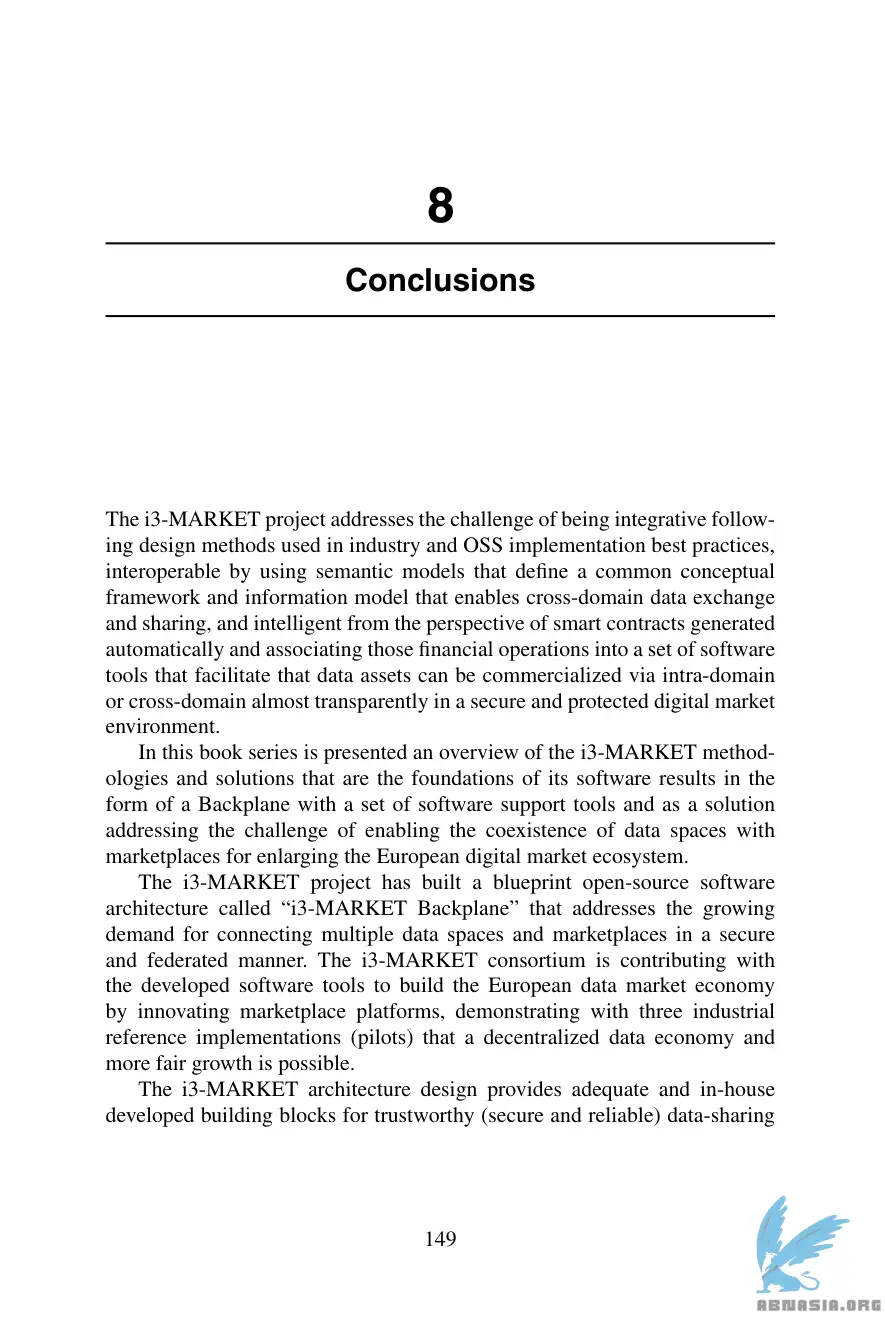 8
Conclusions
The i3-MARKET project addresses the challenge of being integrative follow-
ing design methods used in industry and OSS implementation best practices,
interoperable by using semantic models that define a common conceptual
framework and information model that enables cross-domain data exchange
and sharing, and intelligent from the perspective of smart contracts generated
automatically and associating those financial operations into a set of software
tools that facilitate that data assets can be commercialized via intra-domain
or cross-domain almost transparently in a secure and protected digital market
environment.
In this book series is presented an overview of the i3-MARKET method-
ologies and solutions that are the foundations of its software results in the
form of a Backplane with a set of software support tools and as a solution
addressing the challenge of enabling the coexistence of data spaces with
marketplaces for enlarging the European digital market ecosystem.
The i3-MARKET project has built a blueprint open-source software
architecture called “i3-MARKET Backplane” that addresses the growing
demand for connecting multiple data spaces and marketplaces in a secure
and federated manner. The i3-MARKET consortium is contributing with
the developed software tools to build the European data market economy
by innovating marketplace platforms, demonstrating with three industrial
reference implementations (pilots) that a decentralized data economy and
more fair growth is possible.
The i3-MARKET architecture design provides adequate and in-house
developed building blocks for trustworthy (secure and reliable) data-sharing
149
ABNASIA.ORG